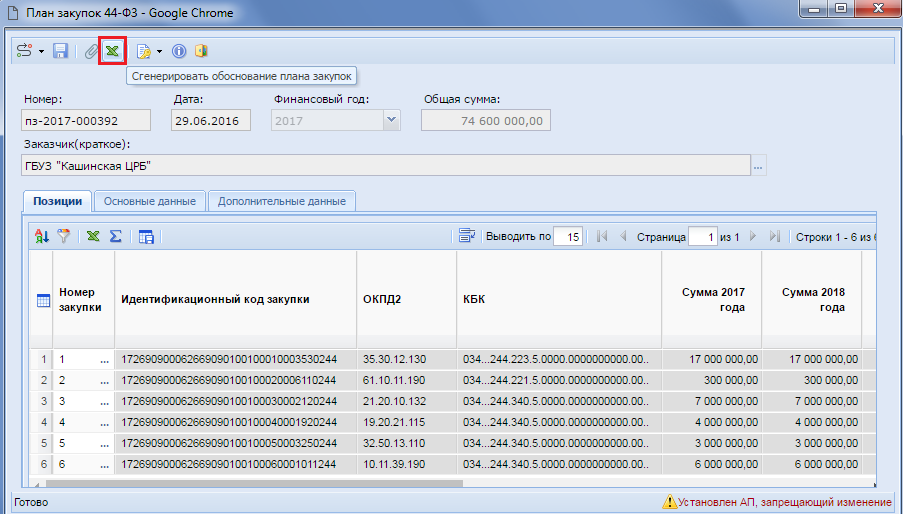 План закупок 44-ФЗ - Google Chrome
Сгенерировать обоснование плана закупок
Номер: Дата: Финансовый год: Общая сумма:
пз-2017-000392 29.06.2016 2017 74 600 000,00
Заказчик(краткое):
ГБУЗ "Кашинская ЦРБ" ...
Позиции Основные данные Дополнительные данные
Выводить по 15 Страница 1 из 1 Строки 1 - 6 из 6
Номер закупки Идентификационный код закупки ОКПД2 КБК Сумма 2017 года Сумма 2018 года
1 1 ... 172690900062669090100100010003530244 35.30.12.130 034...244.223.5.0000.0000000000.00.. 17 000 000,00 17 000 000,00
2 2 ... 172690900062669090100100020006110244 61.10.11.190 034...244.221.5.0000.0000000000.00.. 300 000,00 300 000,00
3 3 ... 172690900062669090100100030002120244 21.20.10.132 034...244.340.5.0000.0000000000.00.. 7 000 000,00 7 000 000,00
4 4 ... 172690900062669090100100040001920244 19.20.21.115 034...244.340.5.0000.0000000000.00.. 4 000 000,00 4 000 000,00
5 5 ... 172690900062669090100100050003250244 32.50.13.110 034...244.340.5.0000.0000000000.00.. 3 000 000,00 3 000 000,00
6 6 ... 172690900062669090100100060001011244 10.11.39.190 034...244.340.5.0000.0000000000.00.. 6 000 000,00 6 000 000,00
Готово Установлен АП, запрещающий изменение